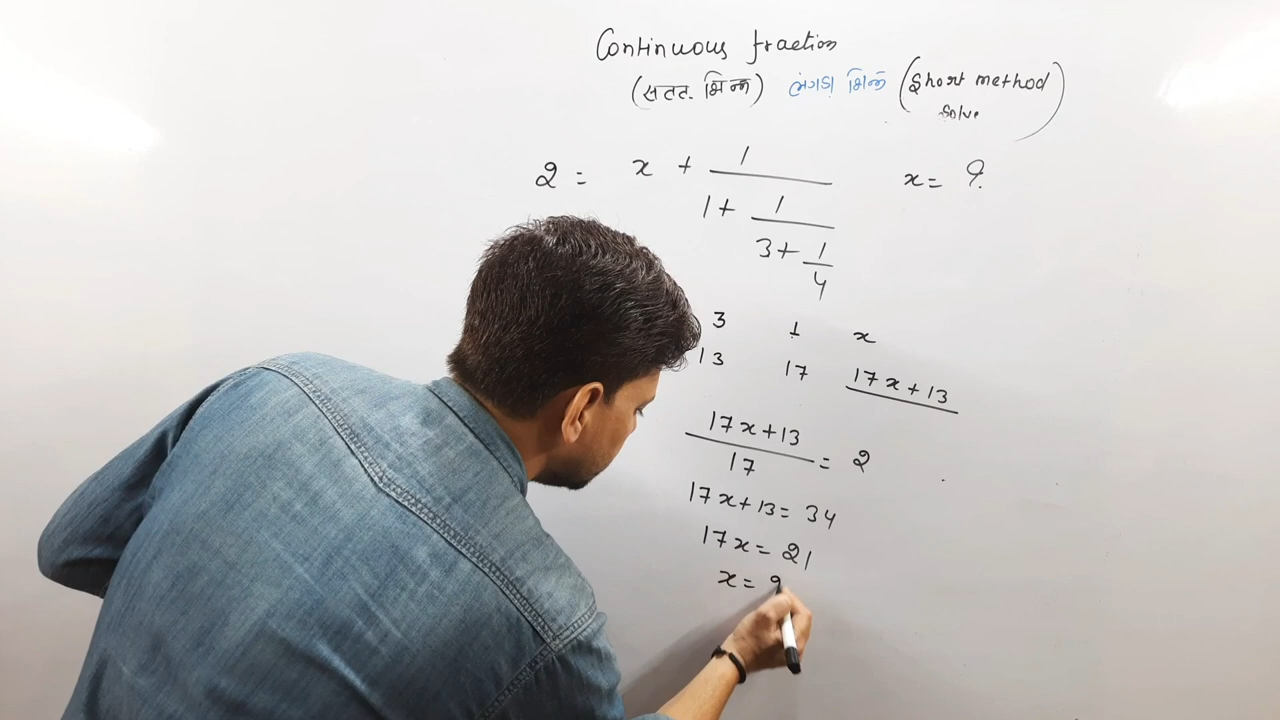 Continuous fraction
(सतत भिन्न) लंगडा भिन्न (Short method
Solve)
2 = x + 1 x = ?
1 + 1
3 + 1
4
3 1 x
13 17 17x+13
17x+13
17 = 2
17x+13 = 34
17x = 21
x = 2